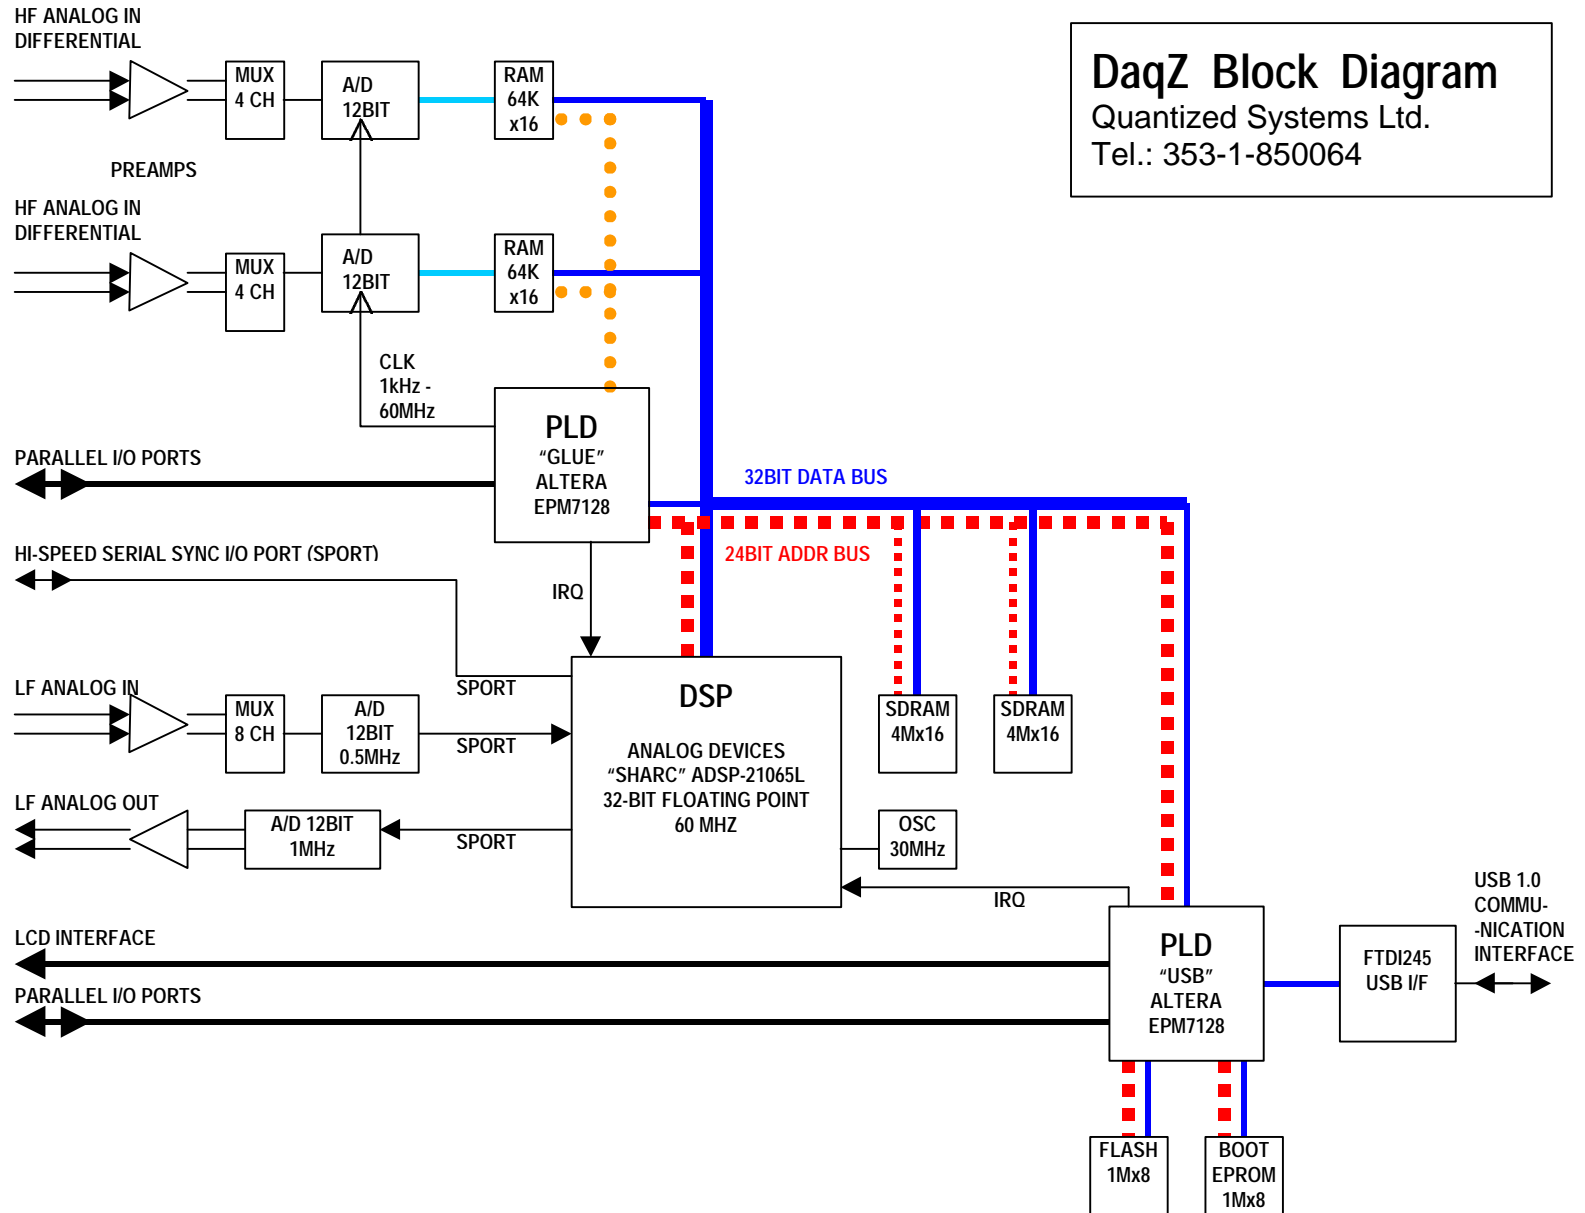 HF ANALOG IN
DIFFERENTIAL
MUX
4 CH
A/D
12BIT
RAM
64K
x16
DaqZ Block Diagram
Quantized Systems Ltd.
Tel.: 353-1-850064
PREAMPS
HF ANALOG IN
DIFFERENTIAL
MUX
4 CH
A/D
12BIT
RAM
64K
x16
CLK
1kHz -
60MHz
PLD
“GLUE”
ALTERA
EPM7128
PARALLEL I/O PORTS
32BIT DATA BUS
24BIT ADDR BUS
HI-SPEED SERIAL SYNC I/O PORT (SPORT)
IRQ
SPORT
DSP
ANALOG DEVICES
“SHARC” ADSP-21065L
32-BIT FLOATING POINT
60 MHZ
LF ANALOG IN
MUX
8 CH
A/D
12BIT
0.5MHz
SPORT
SDRAM
4Mx16
SDRAM
4Mx16
LF ANALOG OUT
A/D 12BIT
1MHz
SPORT
OSC
30MHz
IRQ
USB 1.0
COMMU-
-NICATION
INTERFACE
LCD INTERFACE
PLD
“USB”
ALTERA
EPM7128
FTDI245
USB I/F
PARALLEL I/O PORTS
FLASH
1Mx8
BOOT
EPROM
1Mx8